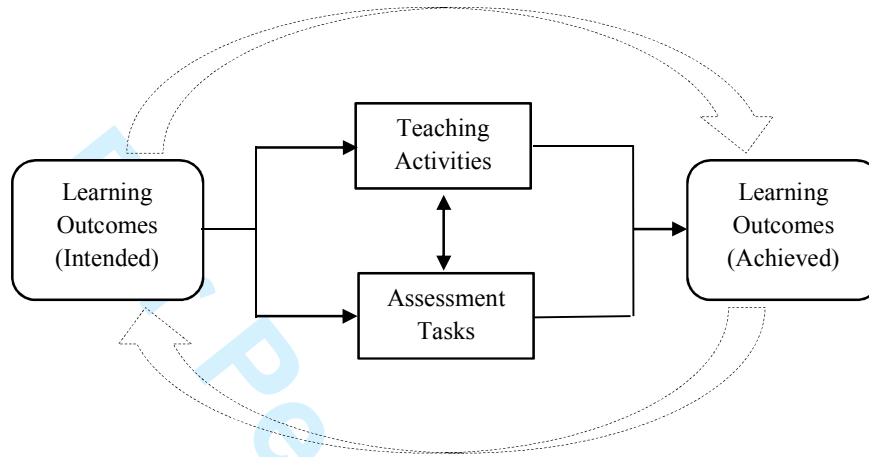 Teaching
Activities
Learning
Outcomes
(Intended)
Learning
Outcomes
(Achieved)
Assessment
Tasks